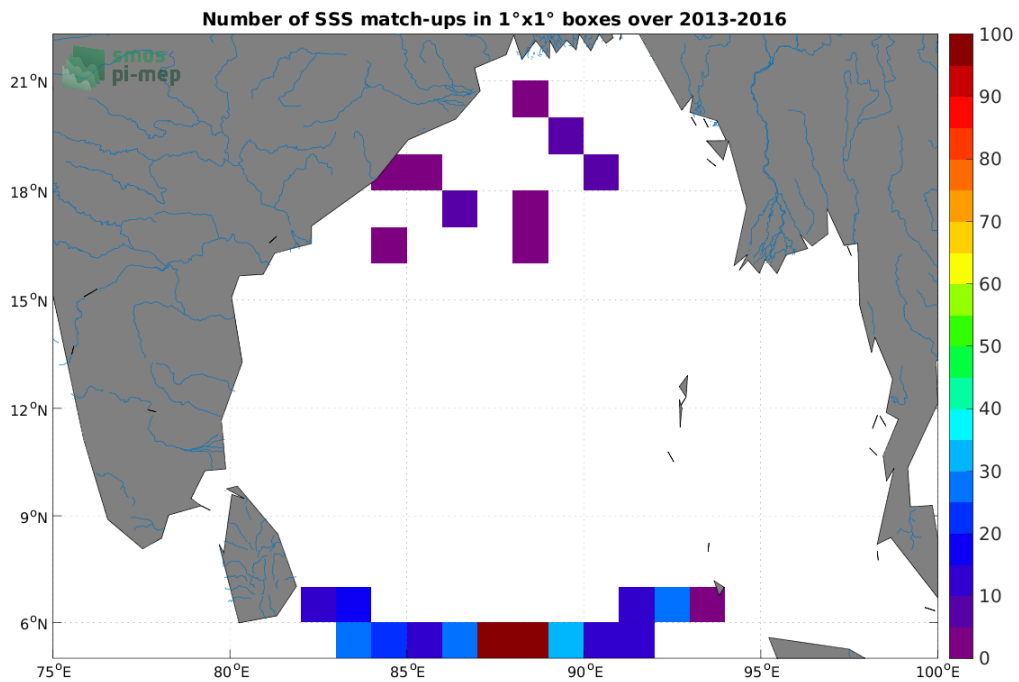 Number of SSS match-ups in 1°x1° boxes over 2013-2016
smos
pi-mep
21°N
18°N
15°N
12°N
9°N
6°N
75°E
80°E
85°E
90°E
95°E
100°E
100
90
80
70
60
50
40
30
20
10
0